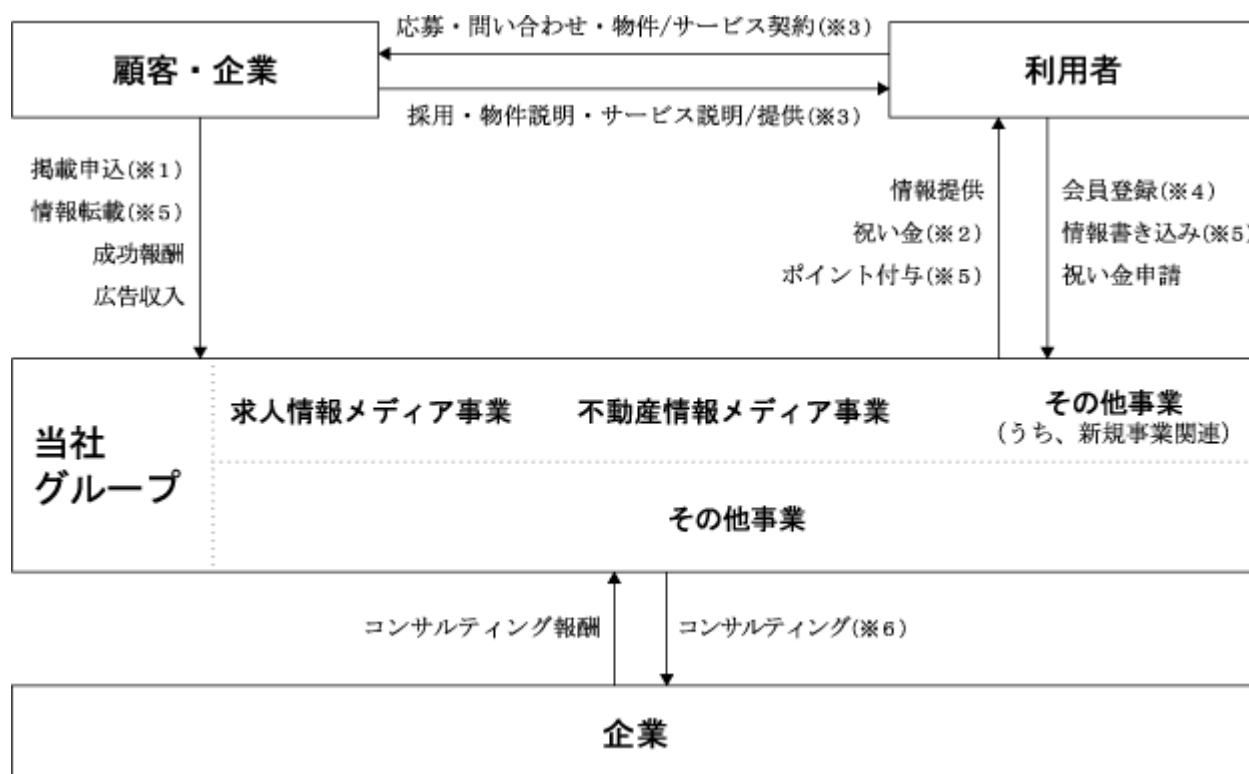 応募・問い合わせ・物件/サービス契約(※3)
顧客・企業
利用者
採用・物件説明・サービス説明/提供(※3)
掲載申込(※1)
情報転載(※5)
成功報酬
広告収入
情報提供
祝い金(※2)
ポイント付与(※5)
会員登録(※4)
情報書き込み(※5)
祝い金申請
当社
グループ
求人情報メディア事業
不動産情報メディア事業
その他事業
(うち、新規事業関連)
その他事業
コンサルティング報酬
コンサルティング(※6)
企業